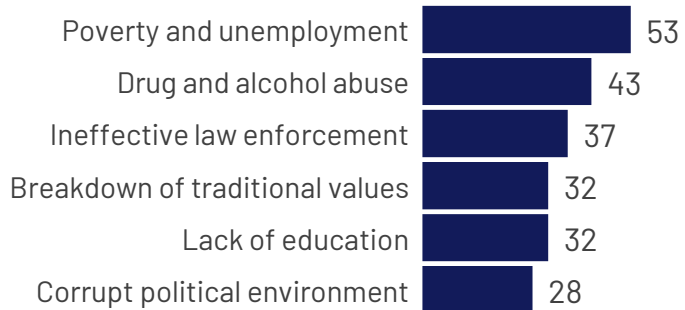 Poverty and unemployment 53
Drug and alcohol abuse 43
Ineffective law enforcement 37
Breakdown of traditional values 32
Lack of education 32
Corrupt political environment 28